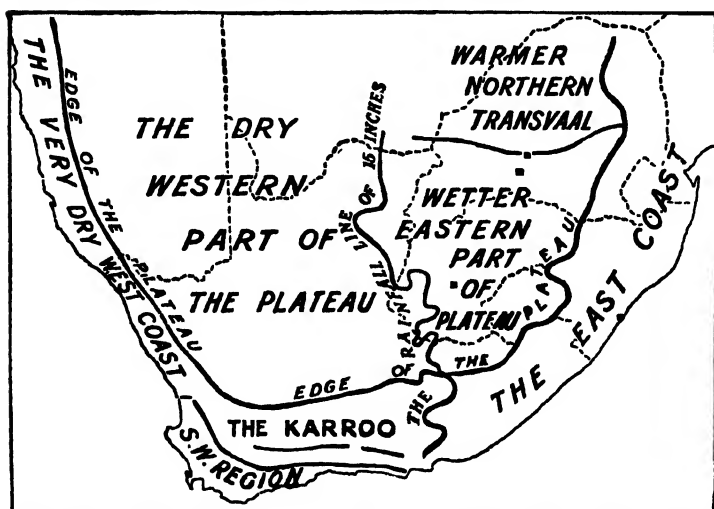 WARMER
NORTHERN
TRANSVAAL
THE VERY DRY WEST COAST
EDGE OF THE PLATEAU
THE DRY
WESTERN
PART OF
THE PLATEAU
LINE OF 15 INCHES
OF RAINFALL
WETTER
EASTERN
PART
OF
PLATEAU
EDGE OF THE PLATEAU
THE EAST COAST
THE KARROO
THE
S.W. REGION